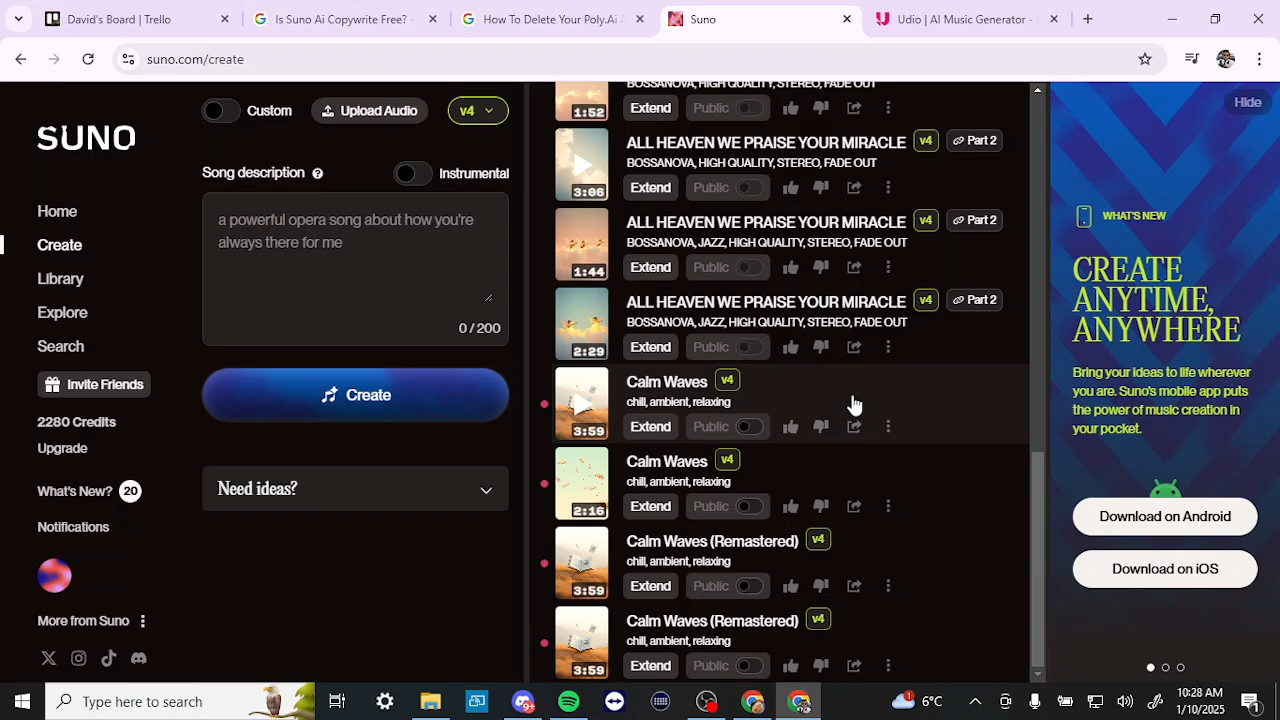 David's Board | Trello
Is Suno Ai Copywrite Free?
How To Delete Your Poly.Ai A
Suno
Udio | AI Music Generator -
suno.com/create
SUNO
Home
Create
Library
Explore
Search
Invite Friends
2280 Credits
Upgrade
What's New? 20
Notifications
More from Suno
Custom
Upload Audio
v4
Song description
Instrumental
a powerful opera song about how you're
always there for me
0 / 200
Create
Need ideas?
BOSSANOVA, HIGH QUALITY, STEREO, FADE OUT
1:52
Extend
Public
ALL HEAVEN WE PRAISE YOUR MIRACLE v4 Part 2
BOSSANOVA, HIGH QUALITY, STEREO, FADE OUT
3:06
Extend
Public
ALL HEAVEN WE PRAISE YOUR MIRACLE v4 Part 2
BOSSANOVA, JAZZ, HIGH QUALITY, STEREO, FADE OUT
1:44
Extend
Public
ALL HEAVEN WE PRAISE YOUR MIRACLE v4 Part 2
BOSSANOVA, JAZZ, HIGH QUALITY, STEREO, FADE OUT
2:29
Extend
Public
Calm Waves v4
chill, ambient, relaxing
3:59
Extend
Public
Calm Waves v4
chill, ambient, relaxing
2:16
Extend
Public
Calm Waves (Remastered) v4
chill, ambient, relaxing
3:59
Extend
Public
Calm Waves (Remastered) v4
chill, ambient, relaxing
3:59
Extend
Public
Hide
WHAT'S NEW
CREATE
ANYTIME,
ANYWHERE
Bring your ideas to life wherever
you are. Suno's mobile app puts
the power of music creation in
your pocket.
Download on Android
Download on iOS
Type here to search
9+
1
6°C
10:28 AM
1/10/2025
1